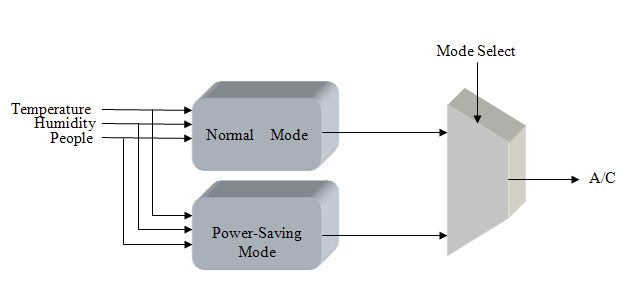 Mode Select
Temperature
Humidity
People
Normal Mode
A/C
Power-Saving
Mode